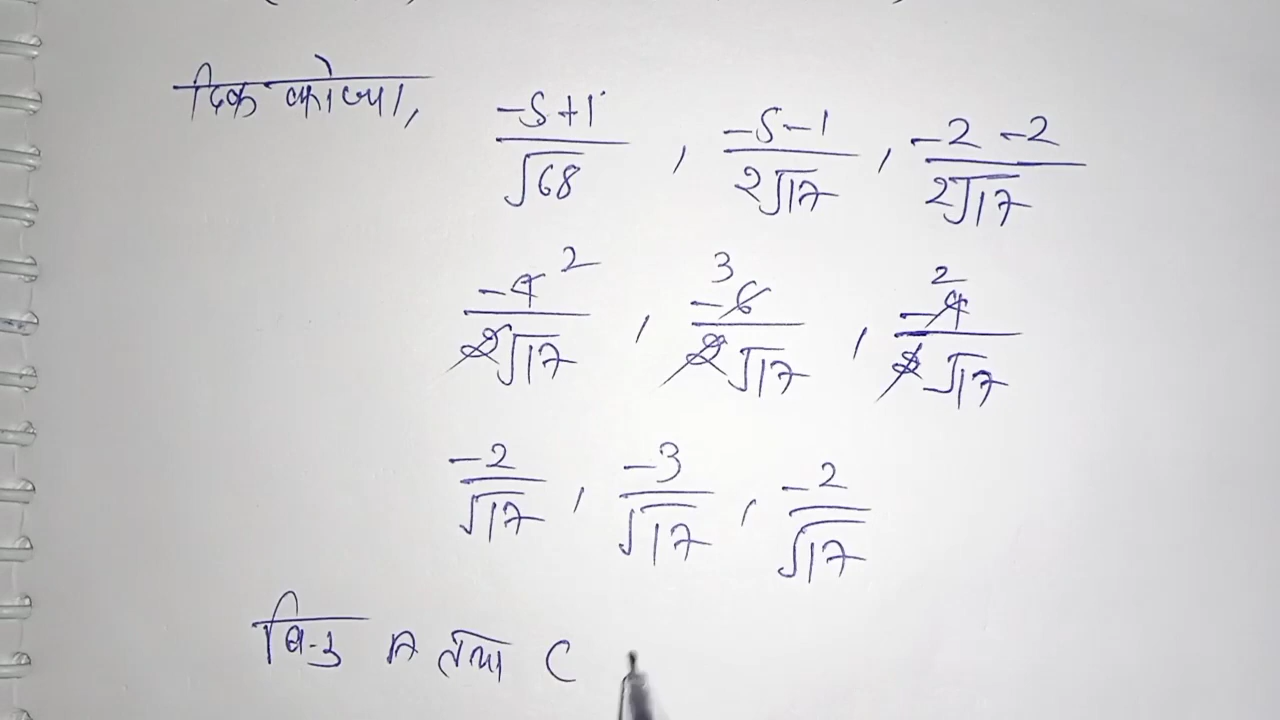 दिक कोज्या, -5+1/√68 , -5-1/2√17 , -2-2/2√17
-4 2/2√17 , 3 -6/2√17 , 2 -4/2√17
-2/√17 , -3/√17 , -2/√17
बिन्दु A तथा C